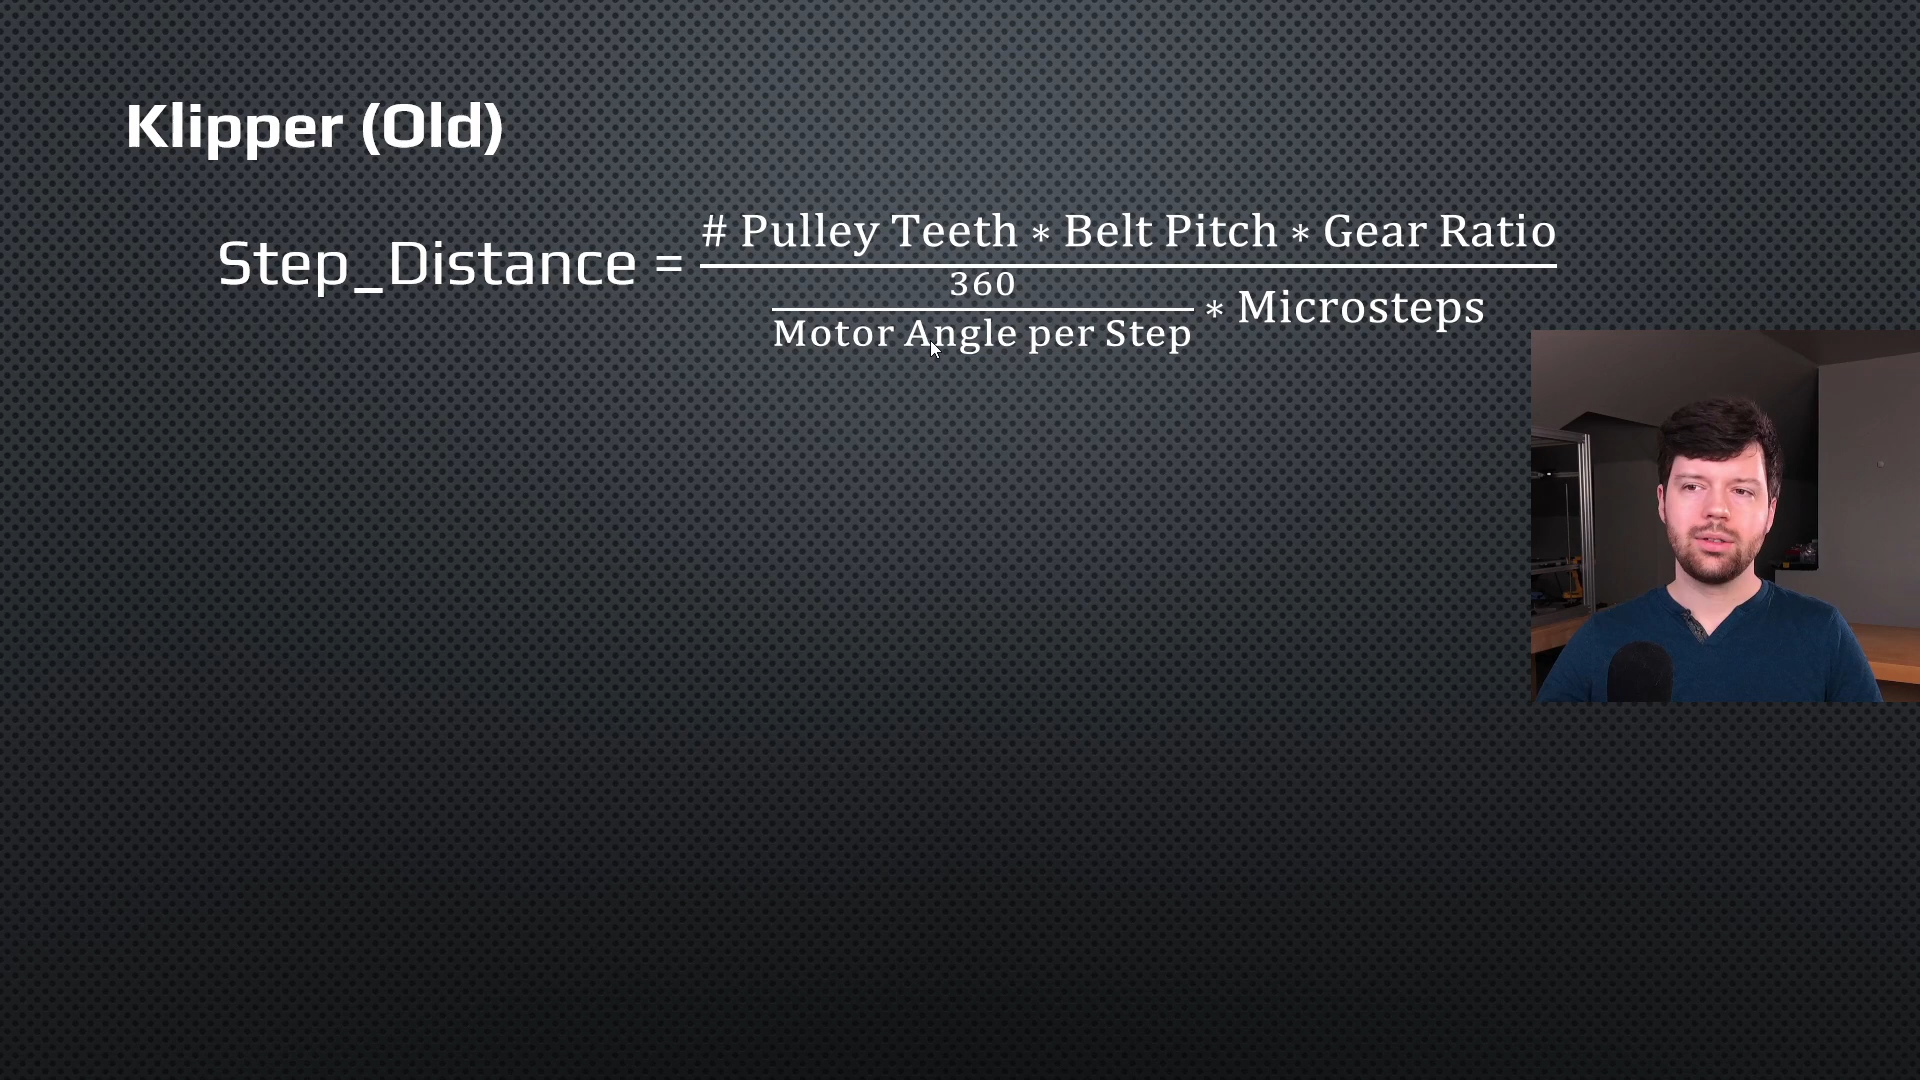 Klipper (Old)
Step_Distance = # Pulley Teeth * Belt Pitch * Gear Ratio
360
Motor Angle per Step * Microsteps